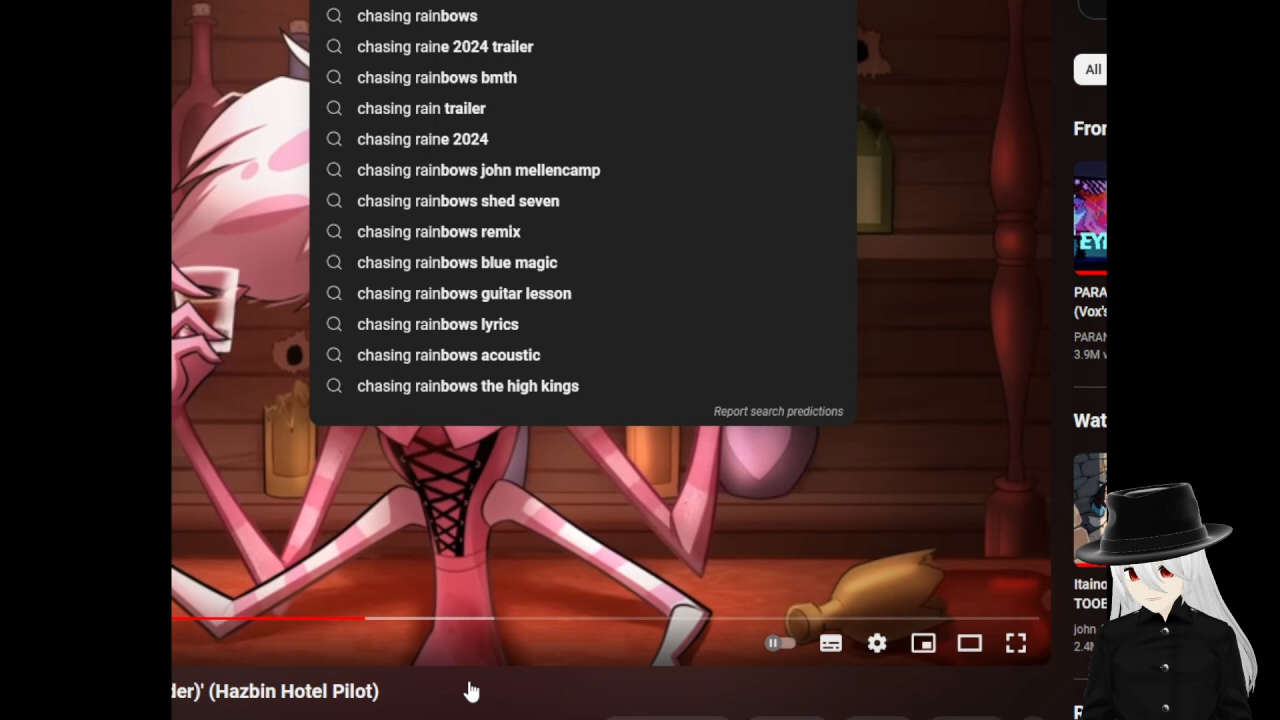 chasing rainbows
chasing raine 2024 trailer
chasing rainbows bmth
chasing rain trailer
chasing raine 2024
chasing rainbows john mellencamp
chasing rainbows shed seven
chasing rainbows remix
chasing rainbows blue magic
chasing rainbows guitar lesson
chasing rainbows lyrics
chasing rainbows acoustic
chasing rainbows the high kings
Report search predictions
der)' (Hazbin Hotel Pilot)
All
From
EY
PARA
(Vox's
PARAN
3.9M v
Wat
Itaino
TOOE
john
2.4M